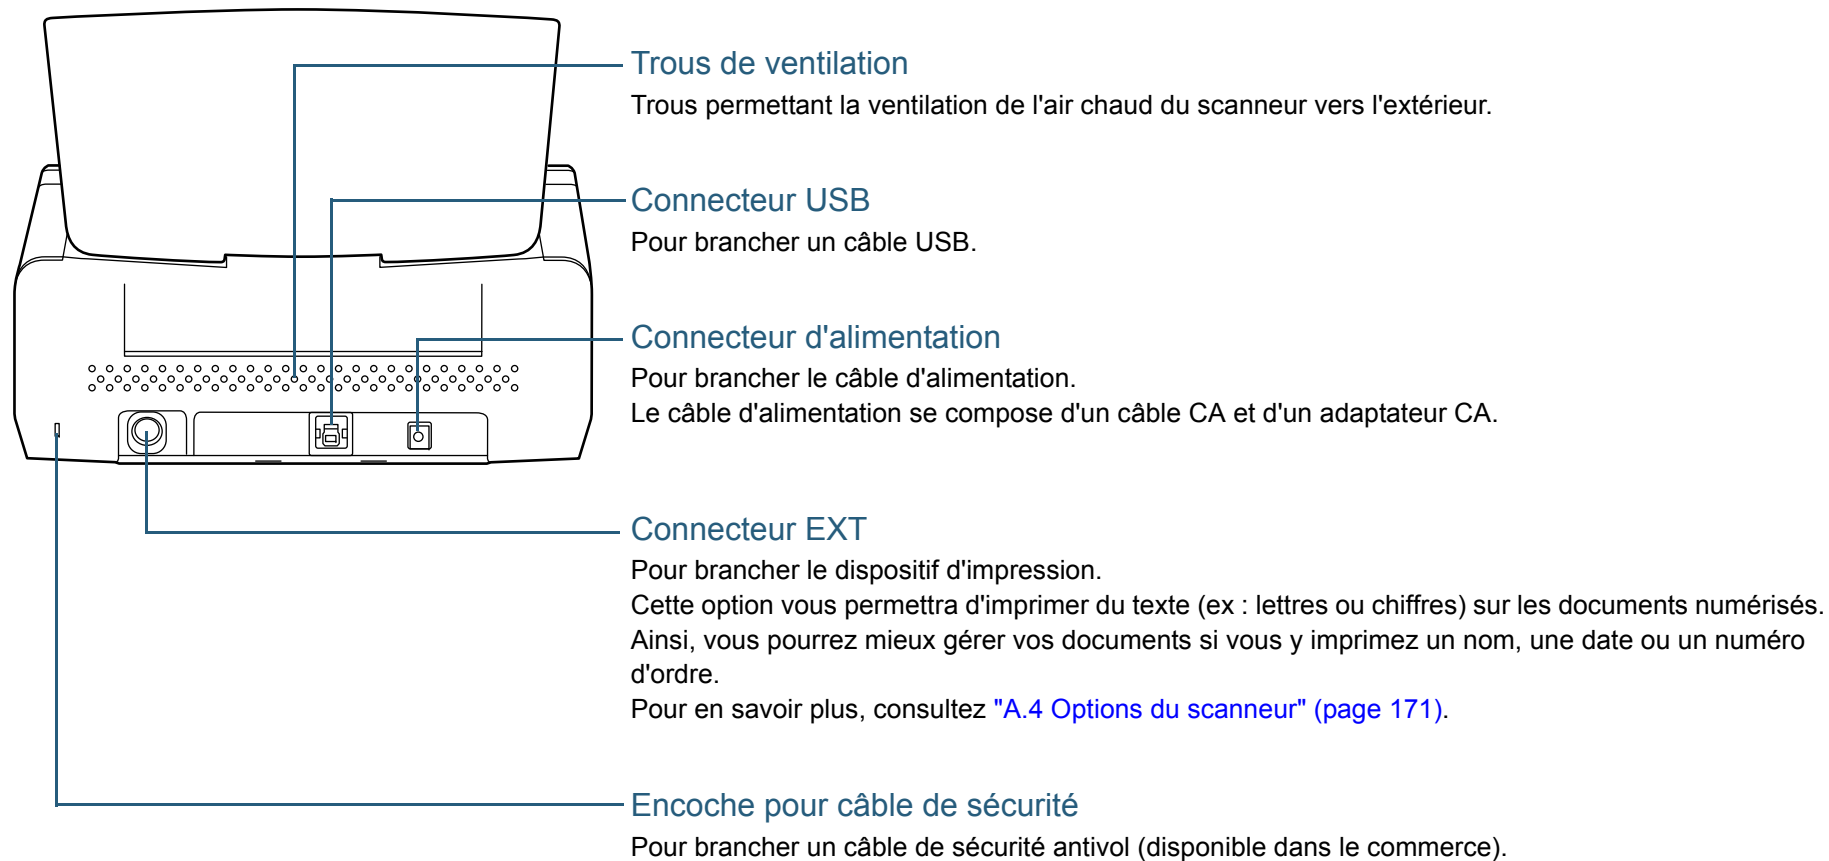 Trous de ventilation
Trous permettant la ventilation de l'air chaud du scanneur vers l'extérieur.
Connecteur USB
Pour brancher un câble USB.
Connecteur d'alimentation
Pour brancher le câble d'alimentation.
Le câble d'alimentation se compose d'un câble CA et d'un adaptateur CA.
Connecteur EXT
Pour brancher le dispositif d'impression.
Cette option vous permettra d'imprimer du texte (ex : lettres ou chiffres) sur les documents numérisés.
Ainsi, vous pourrez mieux gérer vos documents si vous y imprimez un nom, une date ou un numéro
d'ordre.
Pour en savoir plus, consultez "A.4 Options du scanneur" (page 171).
Encoche pour câble de sécurité
Pour brancher un câble de sécurité antivol (disponible dans le commerce).